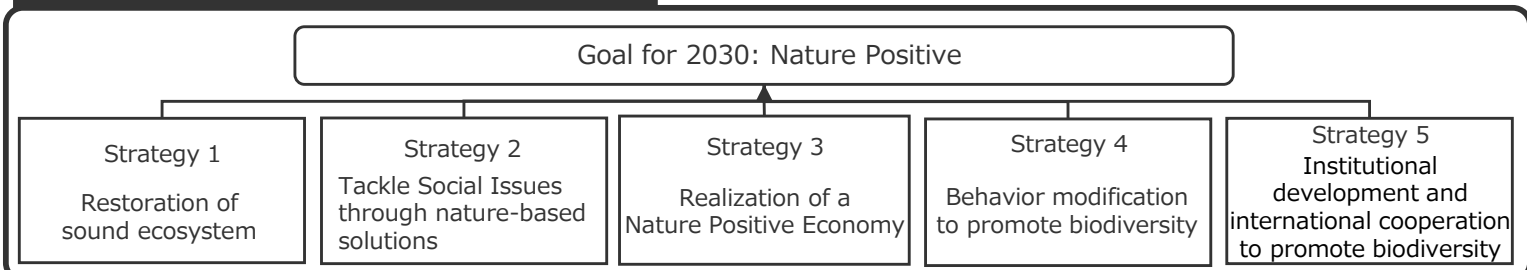 Goal for 2030: Nature Positive
Strategy 1
Restoration of
sound ecosystem
Strategy 2
Tackle Social Issues
through nature-based
solutions
Strategy 3
Realization of a
Nature Positive Economy
Strategy 4
Behavior modification
to promote biodiversity
Strategy 5
Institutional
development and
international cooperation
to promote biodiversity